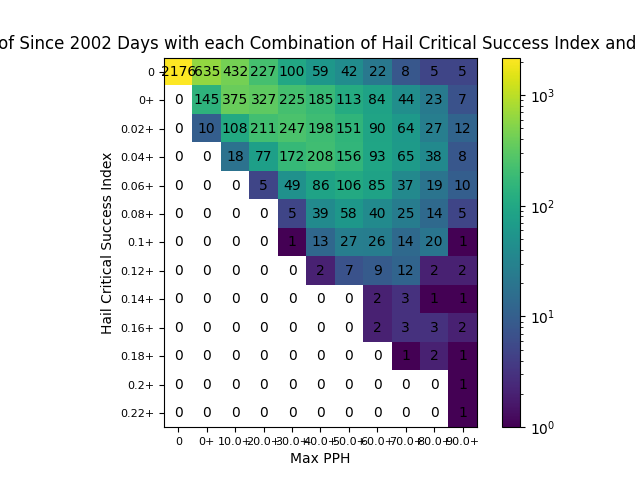 of Since 2002 Days with each Combination of Hail Critical Success Index and
0 2176 635 432 227 100 59 42 22 8 5 5
0+ 0 145 375 327 225 185 113 84 44 23 7
0.02+ 0 10 108 211 247 198 151 90 64 27 12
0.04+ 0 0 18 77 172 208 156 93 65 38 8
0.06+ 0 0 0 5 49 86 106 85 37 19 10
0.08+ 0 0 0 0 5 39 58 40 25 14 5
0.1+ 0 0 0 0 1 13 27 26 14 20 1
0.12+ 0 0 0 0 0 2 7 9 12 2 2
0.14+ 0 0 0 0 0 0 0 2 3 1 1
0.16+ 0 0 0 0 0 0 0 2 3 3 2
0.18+ 0 0 0 0 0 0 0 0 1 2 1
0.2+ 0 0 0 0 0 0 0 0 0 0 1
0.22+ 0 0 0 0 0 0 0 0 0 0 1
0 0+ 10.0+ 20.0+ 30.0+ 40.0+ 50.0+ 60.0+ 70.0+ 80.0+ 90.0+
Max PPH
Hail Critical Success Index
10³
10²
10¹
10⁰